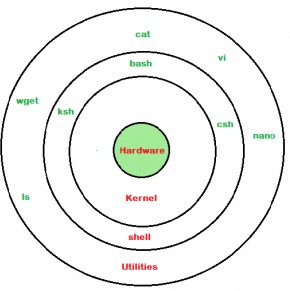 cat
vi
bash
wget
ksh
csh
nano
Hardware
ls
Kernel
shell
Utilities